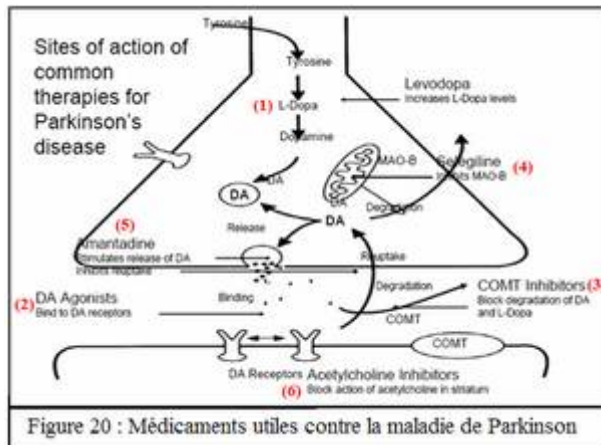 Tyrosine
Sites of action of
common
therapies for
Parkinson's
disease
Tyrosine
(1) L-Dopa
Dopamine
Levodopa
Increases L-Dopa levels
MAO-B
Selegiline (4)
Inhibits MAO-B
DA
DA
DA
Degradation
DA
Release
(5)
Amantadine
Stimulates release of DA
Inhibits reuptake
Reuptake
Degradation
COMT Inhibitors (3)
Block degradation of DA
and L-Dopa
(2) DA Agonists
Bind to DA receptors
Binding
COMT
COMT
DA Receptors
Acetylcholine Inhibitors
(6) Block action of acetylcholine in striatum
Figure 20 : Médicaments utiles contre la maladie de Parkinson